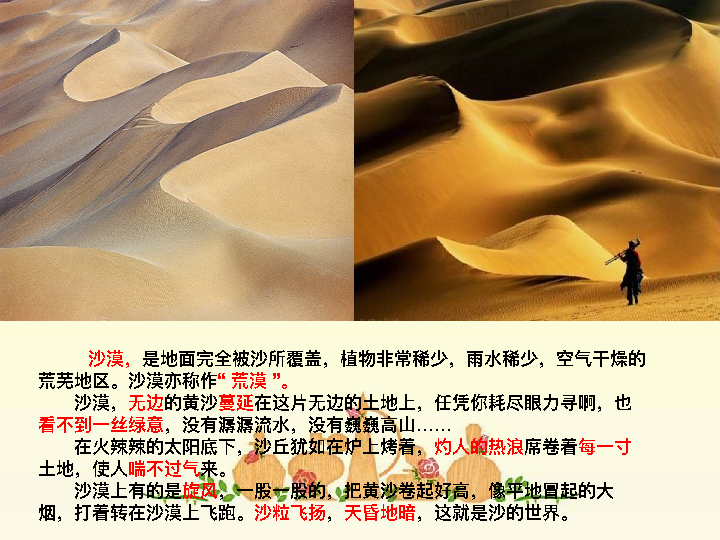 沙漠，是地面完全被沙所覆盖，植物非常稀少，雨水稀少，空气干燥的
荒芜地区。沙漠亦称作“ 荒漠 ”。
沙漠，无边的黄沙蔓延在这片无边的土地上，任凭你耗尽眼力寻啊，也
看不到一丝绿意，没有潺潺流水，没有巍巍高山……
在火辣辣的太阳底下，沙丘犹如在炉上烤着，灼人的热浪席卷着每一寸
土地，使人喘不过气来。
沙漠上有的是旋风，一股一股的，把黄沙卷起好高，像平地冒起的大
烟，打着转在沙漠上飞跑。沙粒飞扬，天昏地暗，这就是沙的世界。